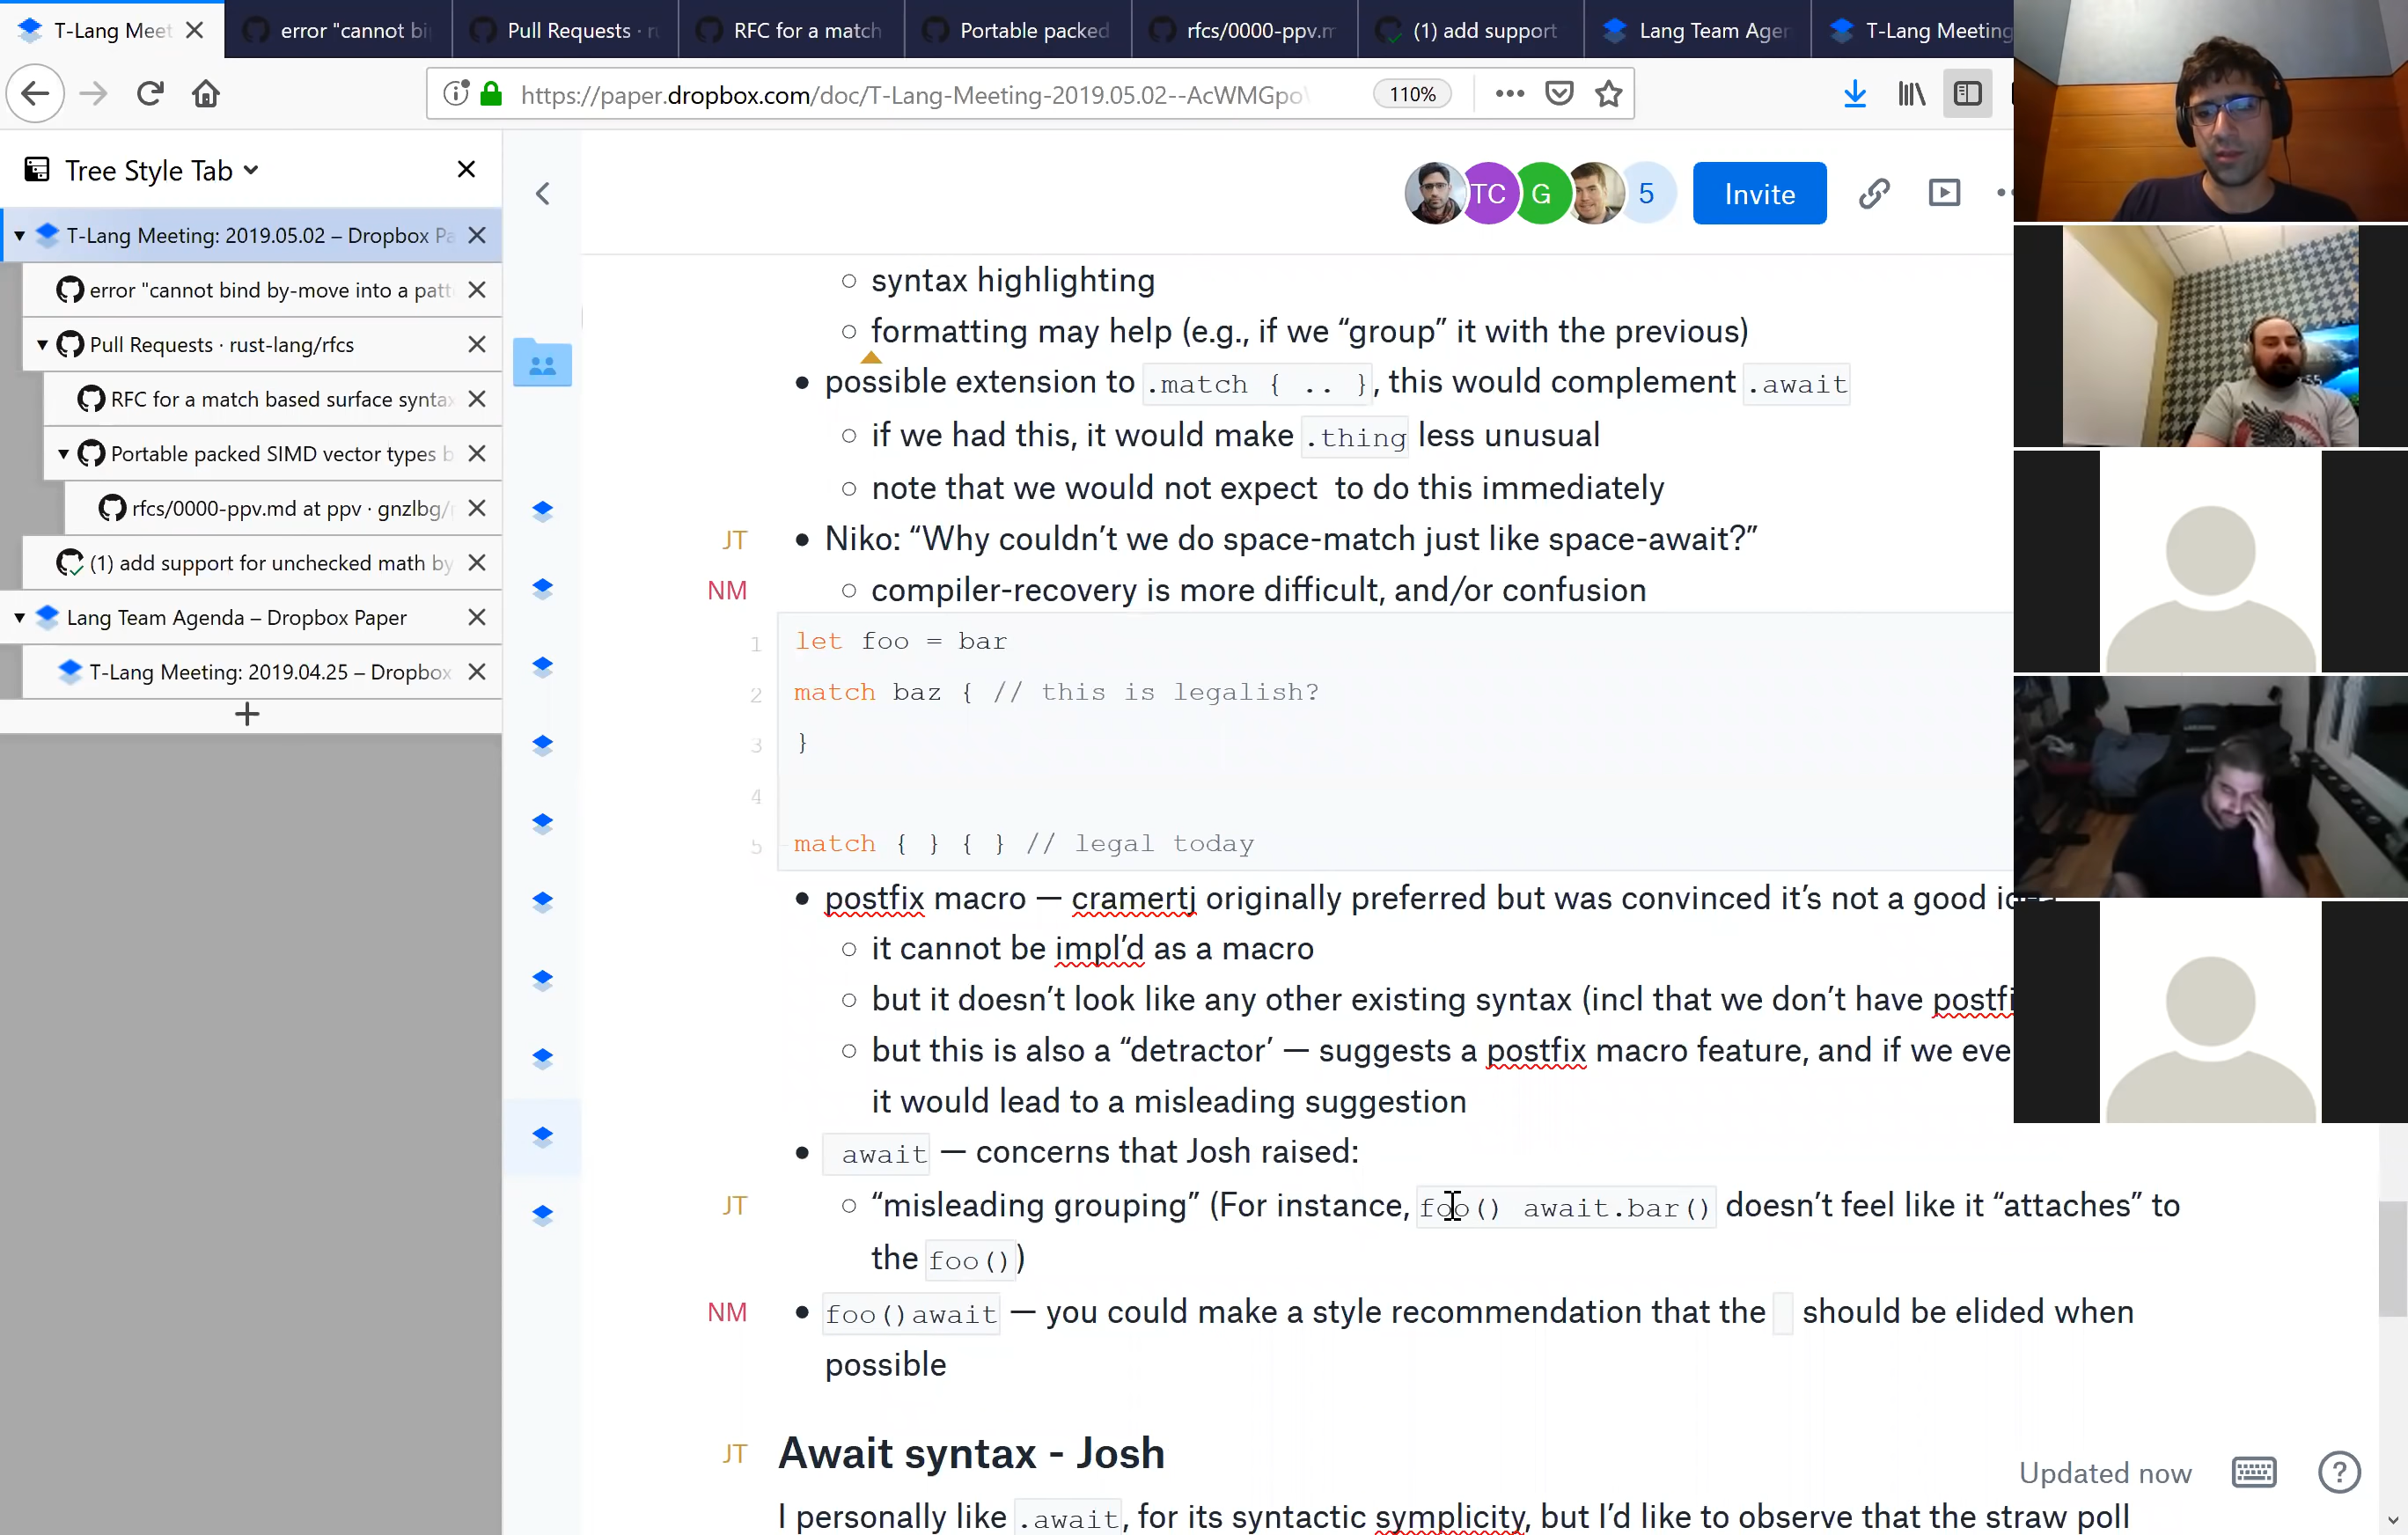 T-Lang Meet
error "cannot bi
Pull Requests · r
RFC for a match
Portable packed
rfcs/0000-ppv.m
(1) add support
Lang Team Agen
T-Lang Meeting
https://paper.dropbox.com/doc/T-Lang-Meeting-2019.05.02--AcWMGpo
110%
Tree Style Tab
T-Lang Meeting: 2019.05.02 – Dropbox Pa
error "cannot bind by-move into a patt
Pull Requests · rust-lang/rfcs
RFC for a match based surface synta
Portable packed SIMD vector types b
rfcs/0000-ppv.md at ppv · gnzlbg/
(1) add support for unchecked math by
Lang Team Agenda – Dropbox Paper
T-Lang Meeting: 2019.04.25 – Dropbox
TC
G
5
Invite
syntax highlighting
formatting may help (e.g., if we “group” it with the previous)
possible extension to .match { .. }, this would complement .await
if we had this, it would make .thing less unusual
note that we would not expect to do this immediately
JT Niko: “Why couldn’t we do space-match just like space-await?”
NM compiler-recovery is more difficult, and/or confusion
1 let foo = bar
2 match baz { // this is legalish?
3 }
4
5 match { } { } // legal today
postfix macro — cramertj originally preferred but was convinced it’s not a good idea
it cannot be impl’d as a macro
but it doesn’t look like any other existing syntax (incl that we don’t have postfi
but this is also a “detractor’ — suggests a postfix macro feature, and if we eve
it would lead to a misleading suggestion
await — concerns that Josh raised:
JT “misleading grouping” (For instance, foo() await.bar() doesn’t feel like it “attaches” to
the foo())
NM foo()await — you could make a style recommendation that the should be elided when
possible
JT Await syntax - Josh
Updated now
I personally like .await, for its syntactic symplicity, but I’d like to observe that the straw poll